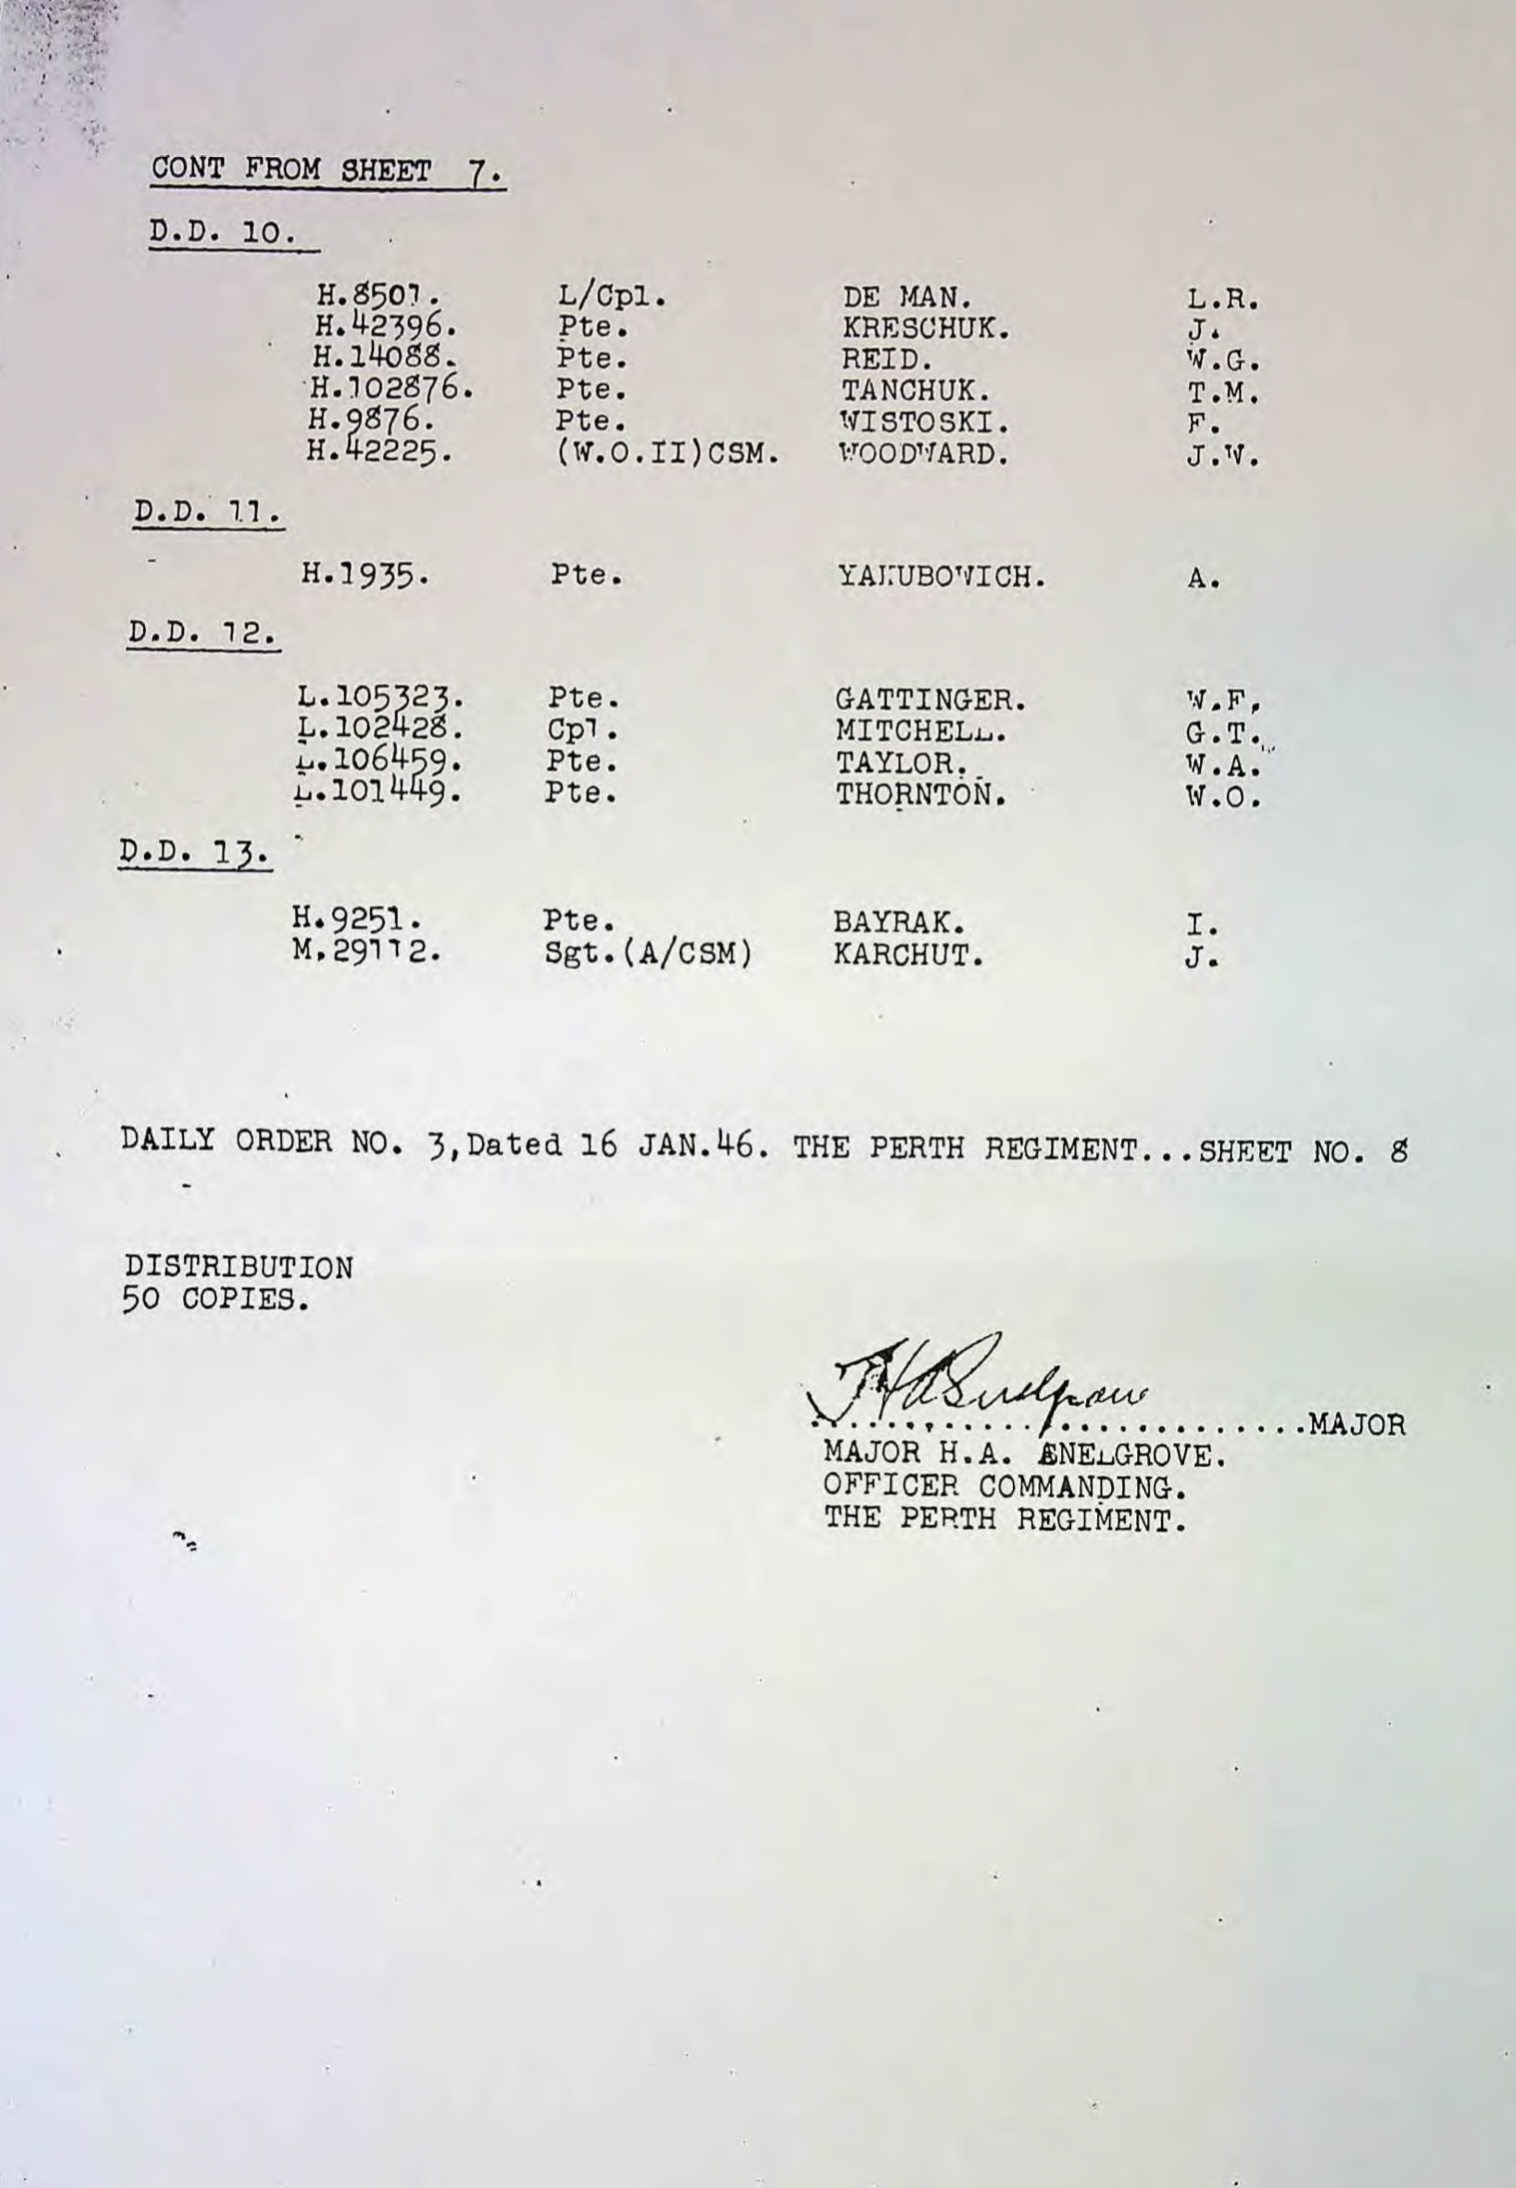 CONT FROM SHEET 7.
D.D. 10.
H.8501. L/Cpl. DE MAN. L.R.
H.42396. Pte. KRESCHUK. J.
H.14088. Pte. REID. W.G.
H.102876. Pte. TANCHUK. T.M.
H.9876. Pte. WISTOSKI. F.
H.42225. (W.O.II)CSM. WOODWARD. J.W.
D.D. 11.
H.1935. Pte. YAKUBOWICH. A.
D.D. 12.
L.105323. Pte. GATTINGER. W.F.
L.102428. Cpl. MITCHELL. G.T.
L.106459. Pte. TAYLOR. W.A.
L.101449. Pte. THORNTON. W.O.
D.D. 13.
H.9251. Pte. BAYRAK. I.
M.29112. Sgt.(A/CSM) KARCHUT. J.
DAILY ORDER NO. 3,Dated 16 JAN.46. THE PERTH REGIMENT...SHEET NO. 8
DISTRIBUTION
50 COPIES.
..............................MAJOR
MAJOR H.A. SNELGROVE.
OFFICER COMMANDING.
THE PERTH REGIMENT.